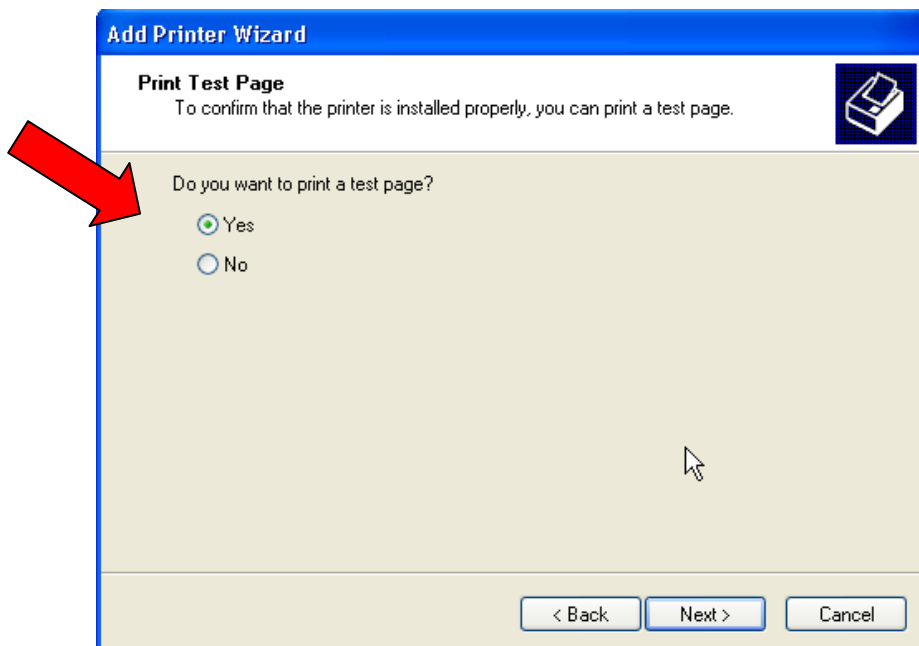 Add Printer Wizard
Print Test Page
To confirm that the printer is installed properly, you can print a test page.
Do you want to print a test page?
Yes
No
< Back
Next >
Cancel